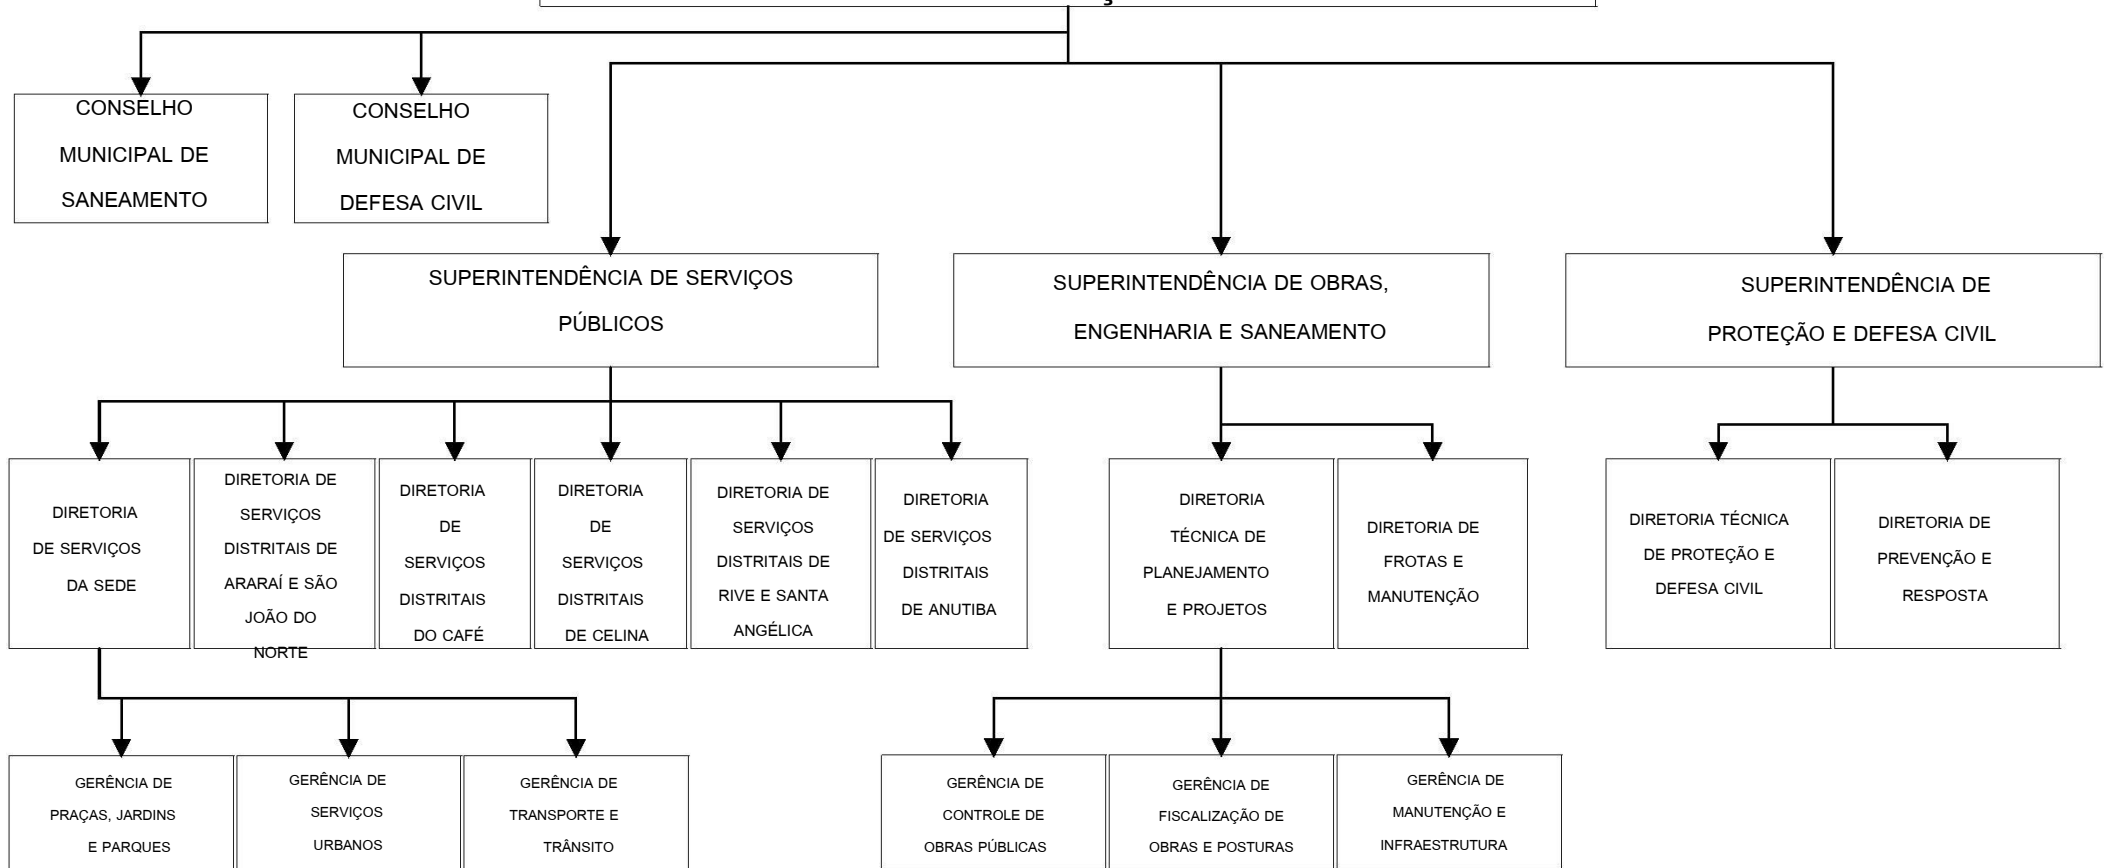 CONSELHO
MUNICIPAL DE
SANEAMENTO
CONSELHO
MUNICIPAL DE
DEFESA CIVIL
SUPERINTENDÊNCIA DE SERVIÇOS
PÚBLICOS
SUPERINTENDÊNCIA DE OBRAS,
ENGENHARIA E SANEAMENTO
SUPERINTENDÊNCIA DE
PROTEÇÃO E DEFESA CIVIL
DIRETORIA
DE SERVIÇOS
DA SEDE
DIRETORIA DE
SERVIÇOS
DISTRITAIS DE
ARARAÍ E SÃO
JOÃO DO
NORTE
DIRETORIA
DE
SERVIÇOS
DISTRITAIS
DO CAFÉ
DIRETORIA
DE
SERVIÇOS
DISTRITAIS
DE CELINA
DIRETORIA DE
SERVIÇOS
DISTRITAIS DE
RIVE E SANTA
ANGÉLICA
DIRETORIA
DE SERVIÇOS
DISTRITAIS
DE ANUTIBA
DIRETORIA
TÉCNICA DE
PLANEJAMENTO
E PROJETOS
DIRETORIA DE
FROTAS E
MANUTENÇÃO
DIRETORIA TÉCNICA
DE PROTEÇÃO E
DEFESA CIVIL
DIRETORIA DE
PREVENÇÃO E
RESPOSTA
GERÊNCIA DE
PRAÇAS, JARDINS
E PARQUES
GERÊNCIA DE
SERVIÇOS
URBANOS
GERÊNCIA DE
TRANSPORTE E
TRÂNSITO
GERÊNCIA DE
CONTROLE DE
OBRAS PÚBLICAS
GERÊNCIA DE
FISCALIZAÇÃO DE
OBRAS E POSTURAS
GERÊNCIA DE
MANUTENÇÃO E
INFRAESTRUTURA